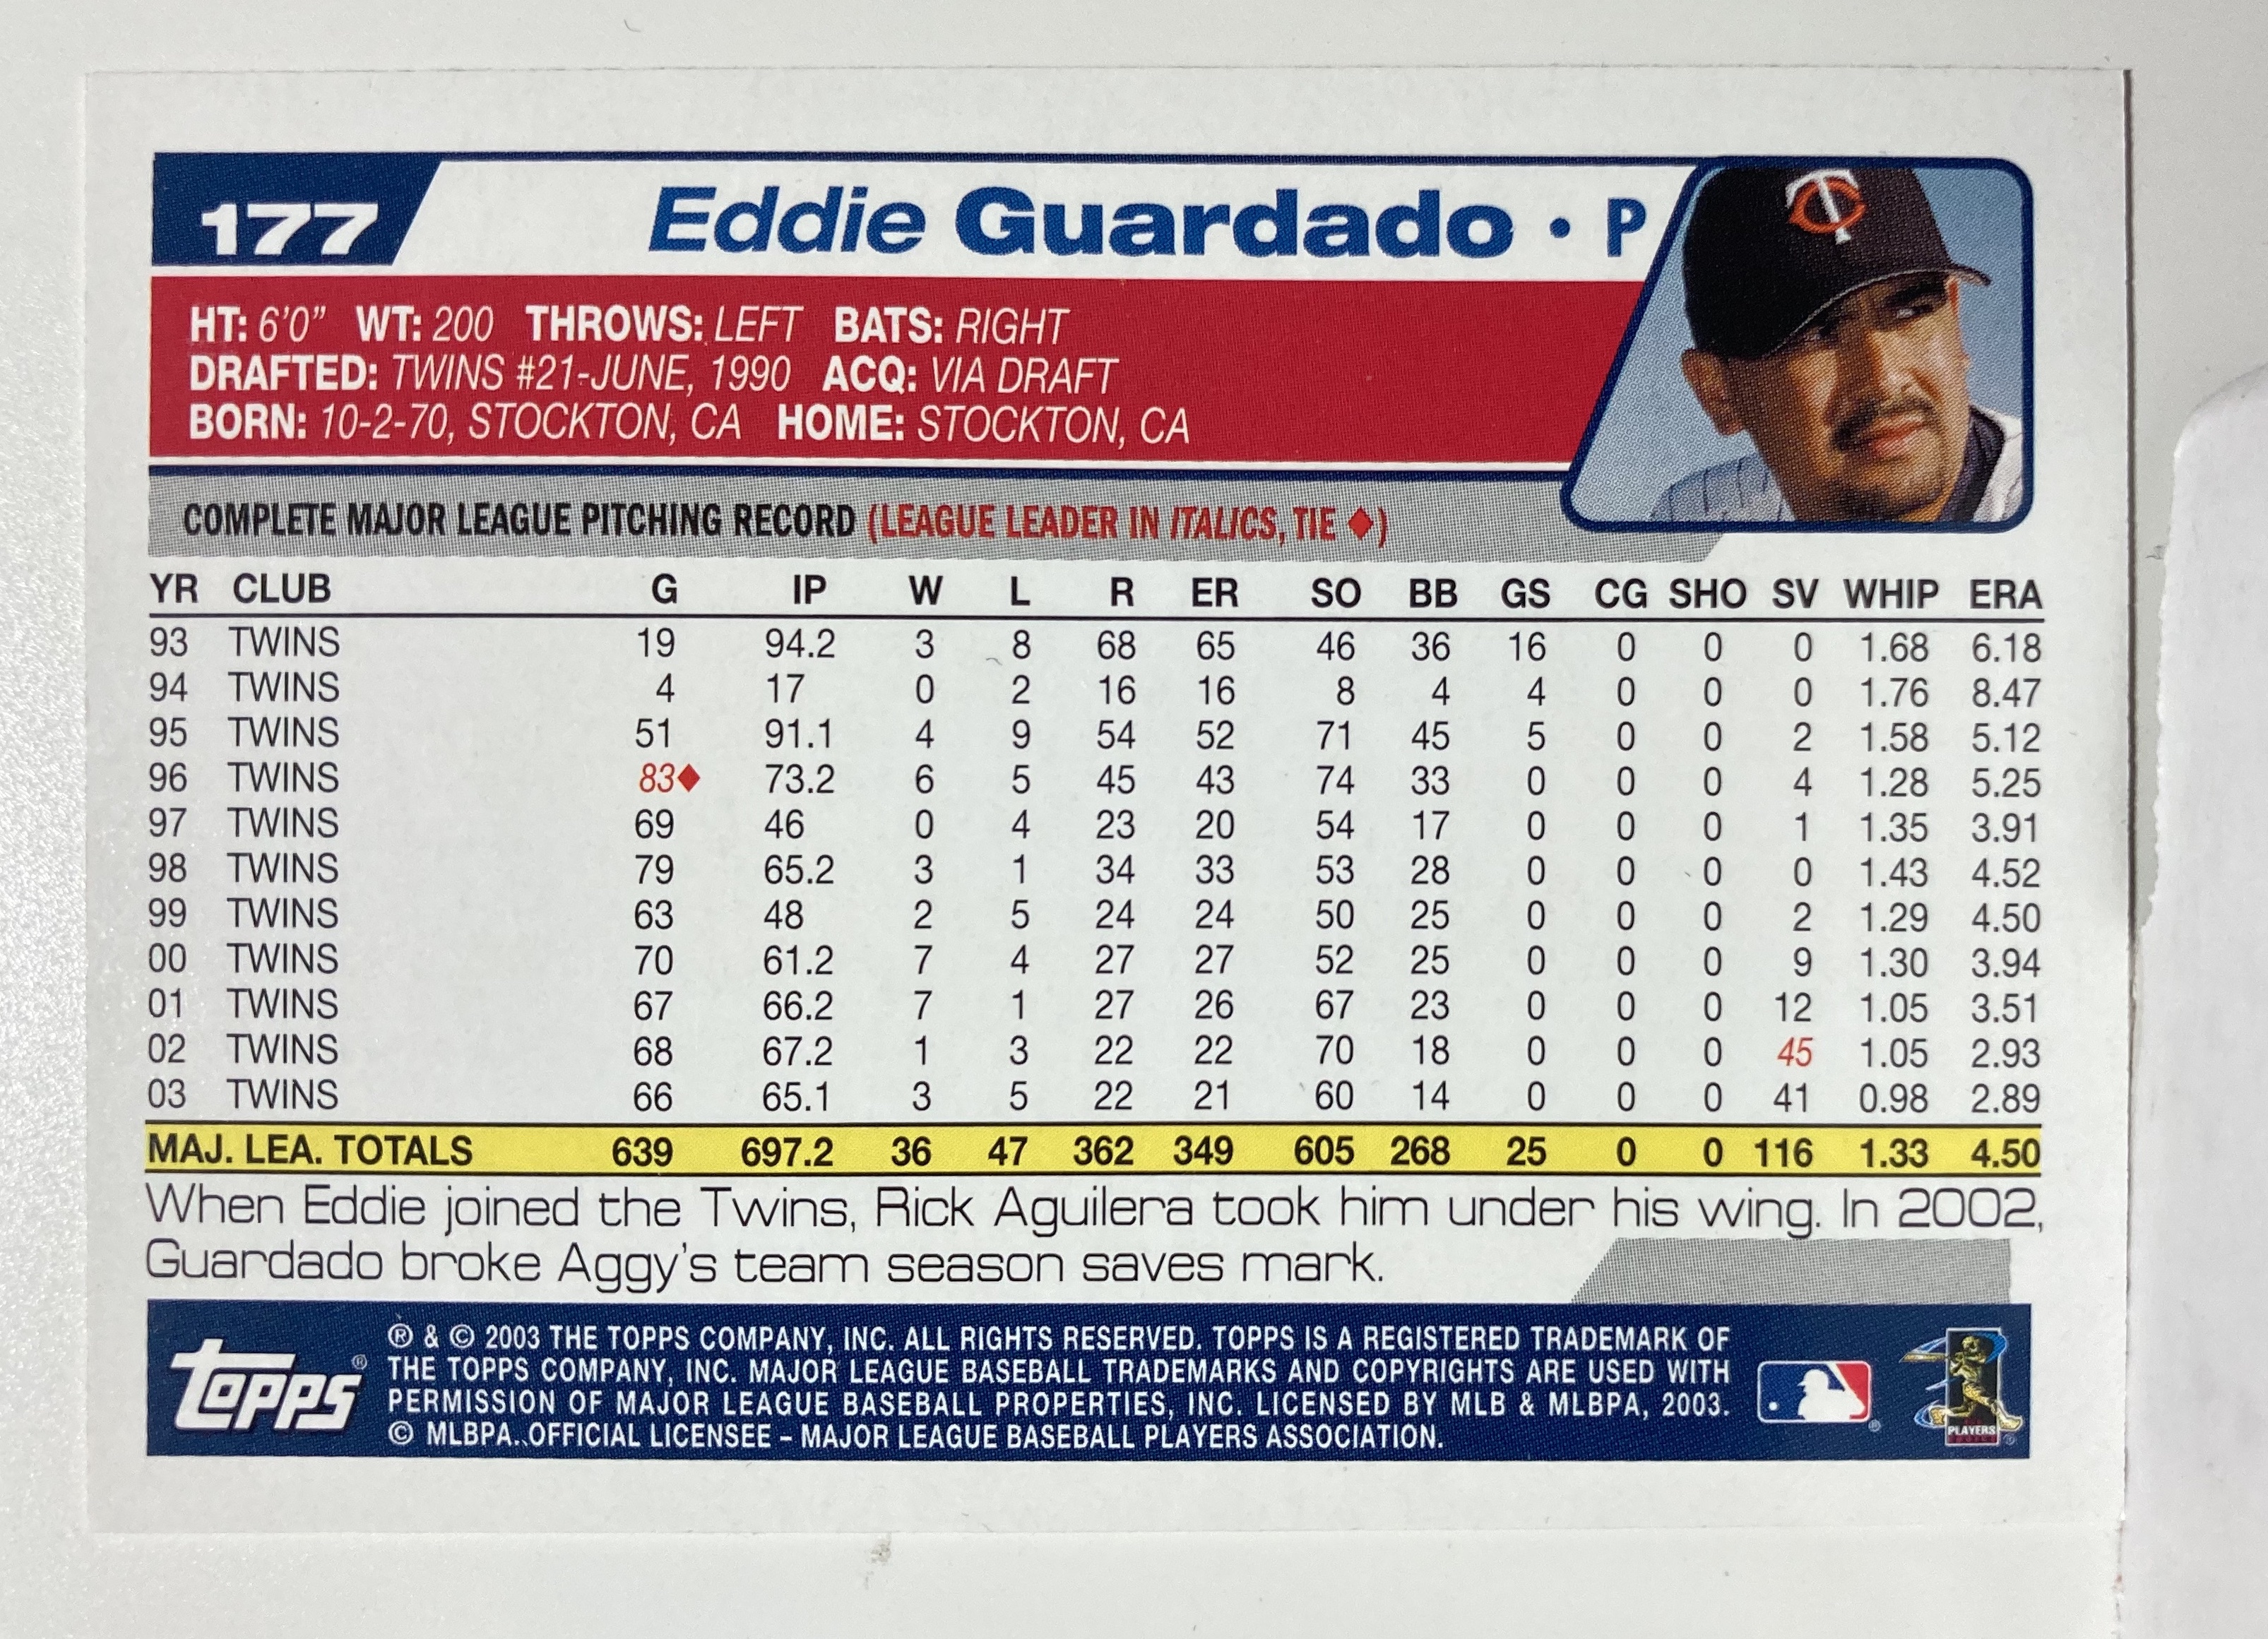 177 Eddie Guardado • P
HT: 6'0" WT: 200 THROWS: LEFT BATS: RIGHT
DRAFTED: TWINS #21-JUNE, 1990 ACQ: VIA DRAFT
BORN: 10-2-70, STOCKTON, CA HOME: STOCKTON, CA
COMPLETE MAJOR LEAGUE PITCHING RECORD (LEAGUE LEADER IN ITALICS, TIE ♦)
YR CLUB G IP W L R ER SO BB GS CG SHO SV WHIP ERA
93 TWINS 19 94.2 3 8 68 65 46 36 16 0 0 0 1.68 6.18
94 TWINS 4 17 0 2 16 16 8 4 4 0 0 0 1.76 8.47
95 TWINS 51 91.1 4 9 54 52 71 45 5 0 0 2 1.58 5.12
96 TWINS 83♦ 73.2 6 5 45 43 74 33 0 0 0 4 1.28 5.25
97 TWINS 69 46 0 4 23 20 54 17 0 0 0 1 1.35 3.91
98 TWINS 79 65.2 3 1 34 33 53 28 0 0 0 0 1.43 4.52
99 TWINS 63 48 2 5 24 24 50 25 0 0 0 2 1.29 4.50
00 TWINS 70 61.2 7 4 27 27 52 25 0 0 0 9 1.30 3.94
01 TWINS 67 66.2 7 1 27 26 67 23 0 0 0 12 1.05 3.51
02 TWINS 68 67.2 1 3 22 22 70 18 0 0 0 45 1.05 2.93
03 TWINS 66 65.1 3 5 22 21 60 14 0 0 0 41 0.98 2.89
MAJ. LEA. TOTALS 639 697.2 36 47 362 349 605 268 25 0 0 116 1.33 4.50
When Eddie joined the Twins, Rick Aguilera took him under his wing. In 2002,
Guardado broke Aggy's team season saves mark.
Topps®
® & © 2003 THE TOPPS COMPANY, INC. ALL RIGHTS RESERVED. TOPPS IS A REGISTERED TRADEMARK OF
THE TOPPS COMPANY, INC. MAJOR LEAGUE BASEBALL TRADEMARKS AND COPYRIGHTS ARE USED WITH
PERMISSION OF MAJOR LEAGUE BASEBALL PROPERTIES, INC. LICENSED BY MLB & MLBPA, 2003.
© MLBPA. OFFICIAL LICENSEE – MAJOR LEAGUE BASEBALL PLAYERS ASSOCIATION.
PLAYERS